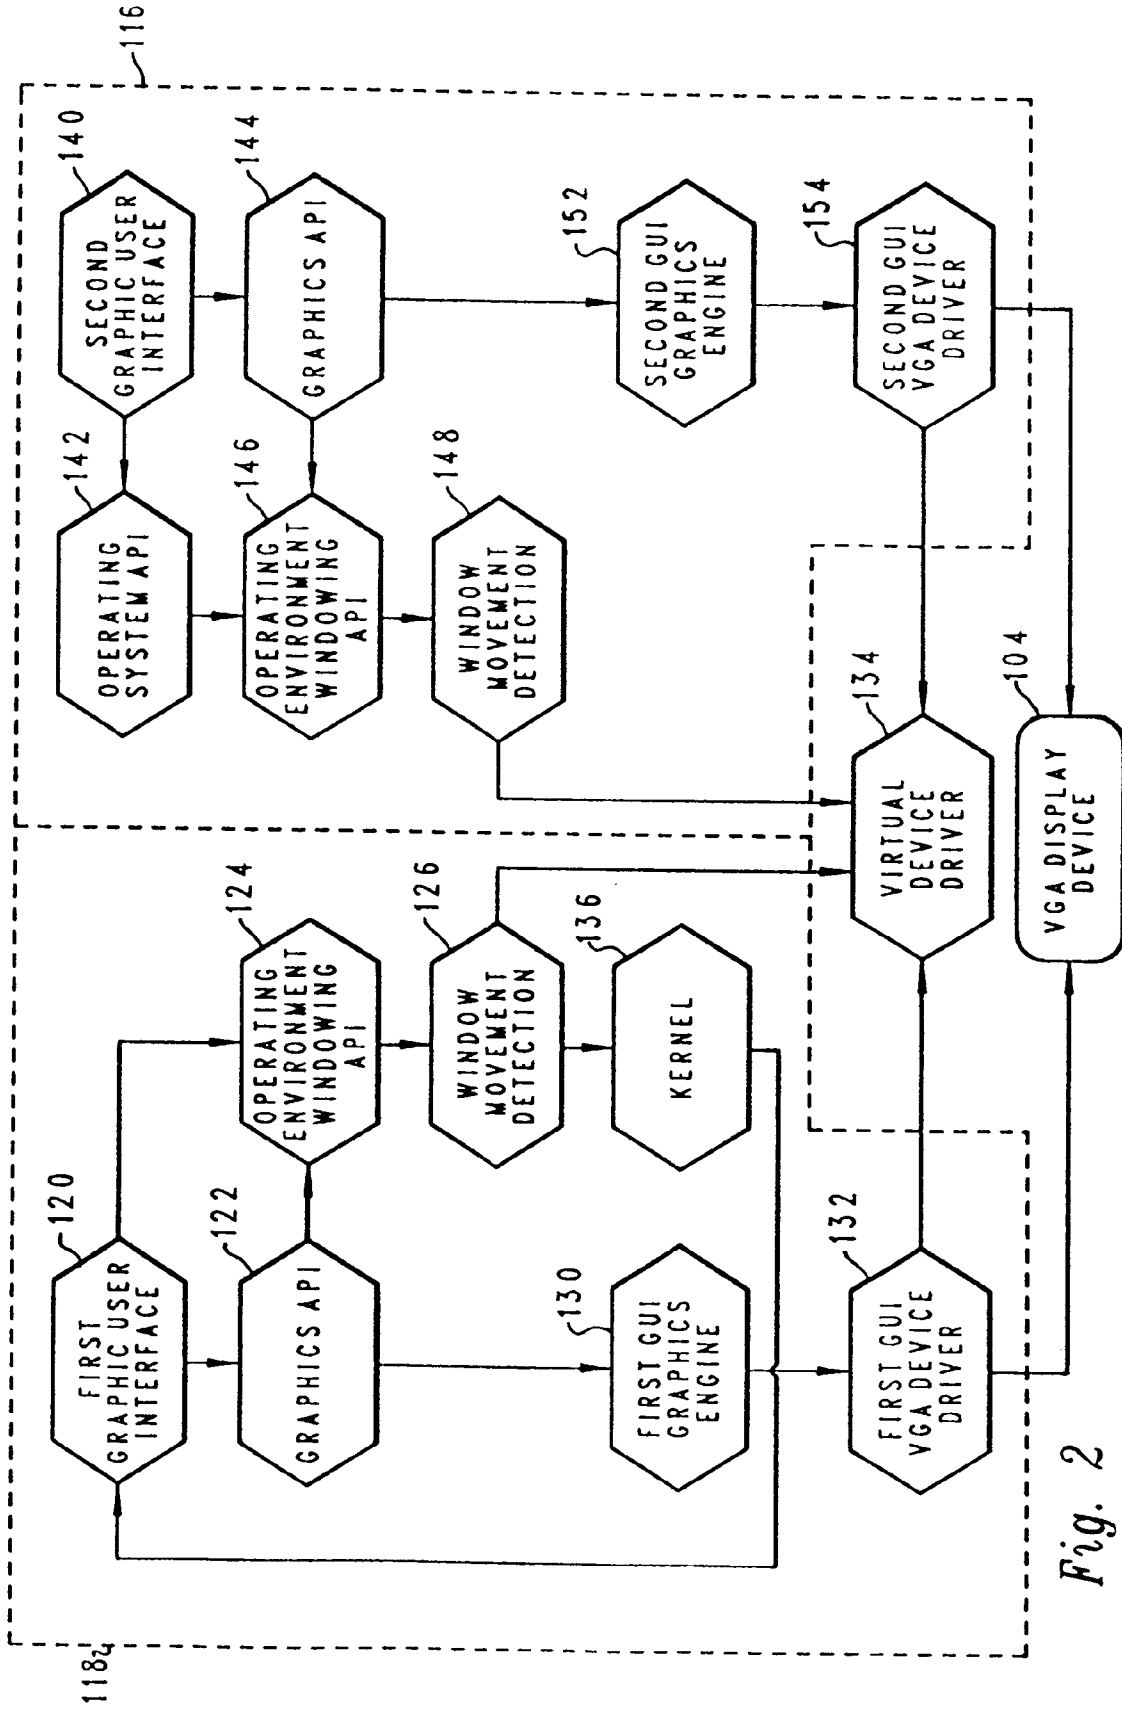 118
120
FIRST
GRAPHIC USER
INTERFACE
122
GRAPHICS API
124
OPERATING
ENVIRONMENT
WINDOWING
API
126
WINDOW
MOVEMENT
DETECTION
136
KERNEL
130
FIRST GUI
GRAPHICS
ENGINE
132
FIRST GUI
VGA DEVICE
DRIVER
116
142
OPERATING
SYSTEM API
140
SECOND
GRAPHIC USER
INTERFACE
146
OPERATING
ENVIRONMENT
WINDOWING
API
144
GRAPHICS API
148
WINDOW
MOVEMENT
DETECTION
152
SECOND GUI
GRAPHICS
ENGINE
154
SECOND GUI
VGA DEVICE
DRIVER
134
VIRTUAL
DEVICE
DRIVER
104
VGA DISPLAY
DEVICE
Fig. 2